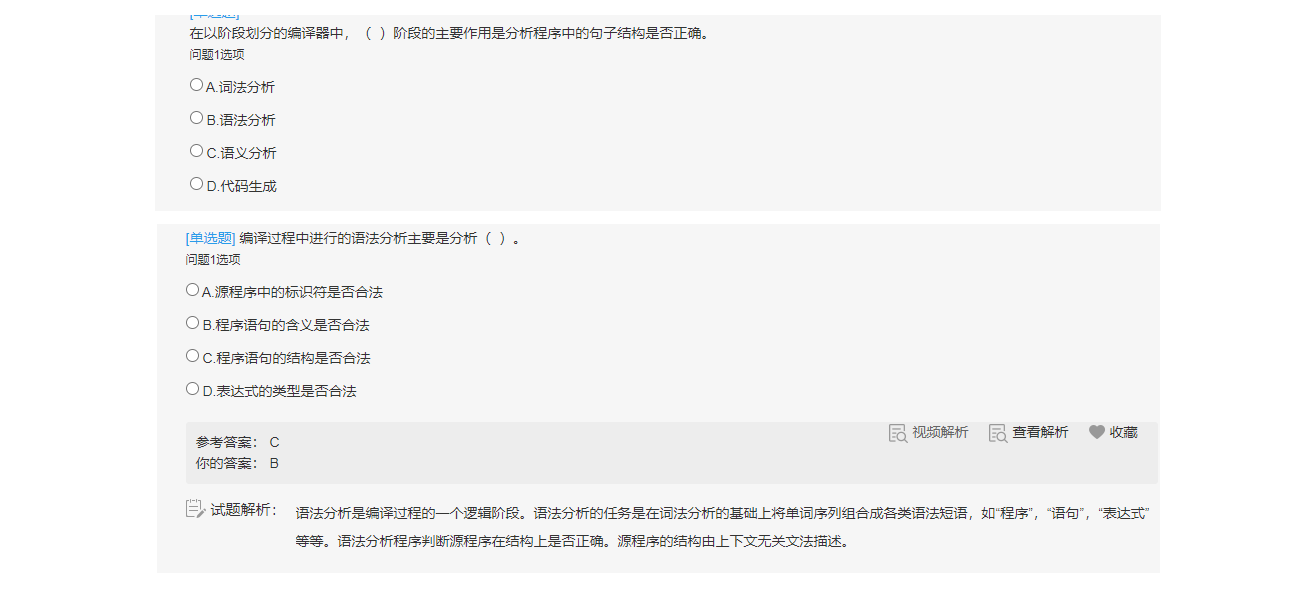 [单选题]
在以阶段划分的编译器中，（ ）阶段的主要作用是分析程序中的句子结构是否正确。
问题1选项
A.词法分析
B.语法分析
C.语义分析
D.代码生成
[单选题] 编译过程中进行的语法分析主要是分析（ ）。
问题1选项
A.源程序中的标识符是否合法
B.程序语句的含义是否合法
C.程序语句的结构是否合法
D.表达式的类型是否合法
视频解析 查看解析 收藏
参考答案： C
你的答案： B
试题解析： 语法分析是编译过程的一个逻辑阶段。语法分析的任务是在词法分析的基础上将单词序列组合成各类语法短语，如“程序”，“语句”，“表达式”
等等。语法分析程序判断源程序在结构上是否正确。源程序的结构由上下文无关文法描述。